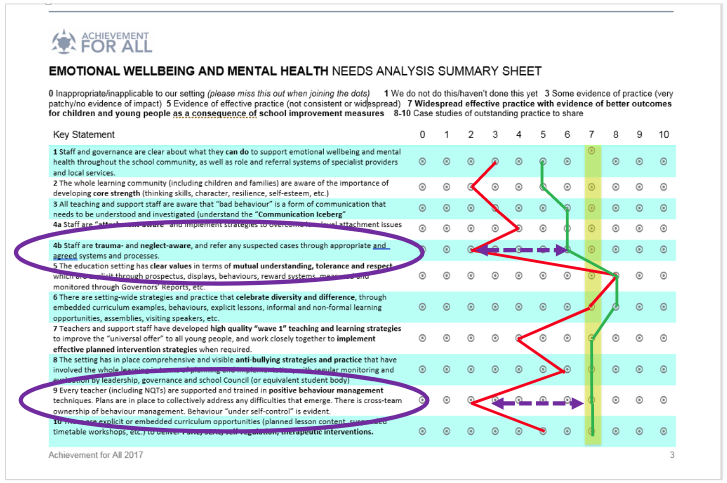 ACHIEVEMENT
FOR ALL
EMOTIONAL WELLBEING AND MENTAL HEALTH NEEDS ANALYSIS SUMMARY SHEET
0 Inappropriate/inapplicable to our setting (please miss this out when joining the dots) 1 We do not do this/haven't done this yet 3 Some evidence of practice (very
patchy/no evidence of impact) 5 Evidence of effective practice (not consistent or widespread) 7 Widespread effective practice with evidence of better outcomes
for children and young people as a consequence of school improvement measures 8-10 Case studies of outstanding practice to share
Key Statement 0 1 2 3 4 5 6 7 8 9 10
1 Staff and governance are clear about what they can do to support emotional wellbeing and mental
health throughout the school community, as well as role and referral systems of specialist providers
and local services.
2 The whole learning community (including children and families) are aware of the importance of
developing core strength (thinking skills, character, resilience, self-esteem, etc.)
3 All teaching and support staff are aware that "bad behaviour" is a form of communication that
needs to be understood and investigated (understand the "Communication Iceberg"
4a Staff are "attachment aware" and implement strategies to overcome attachment issues
4b Staff are trauma- and neglect-aware, and refer any suspected cases through appropriate and
agreed systems and processes.
5 The education setting has clear values in terms of mutual understanding, tolerance and respect
which are explicit through prospectus, displays, behaviours, reward systems, measured and
monitored through Governors' Reports, etc.
6 There are setting-wide strategies and practice that celebrate diversity and difference, through
embedded curriculum examples, behaviours, explicit lessons, informal and non-formal learning
opportunities, assemblies, visiting speakers, etc.
7 Teachers and support staff have developed high quality "wave 1" teaching and learning strategies
to improve the "universal offer" to all young people, and work closely together to implement
effective planned intervention strategies when required.
8 The setting has in place comprehensive and visible anti-bullying strategies and practice that have
involved the whole learning with regular monitoring and
evaluation by leadership, governance and school Council (or equivalent student body)
9 Every teacher (including NQTs) are supported and trained in positive behaviour management
techniques. Plans are in place to collectively address any difficulties that emerge. There is cross-team
ownership of behaviour management. Behaviour "under self-control" is evident.
10 There are explicit or embedded curriculum opportunities (planned lesson content, suspended
timetable workshops, etc.) to deliver self-regulation, therapeutic interventions.
Achievement for All 2017 3